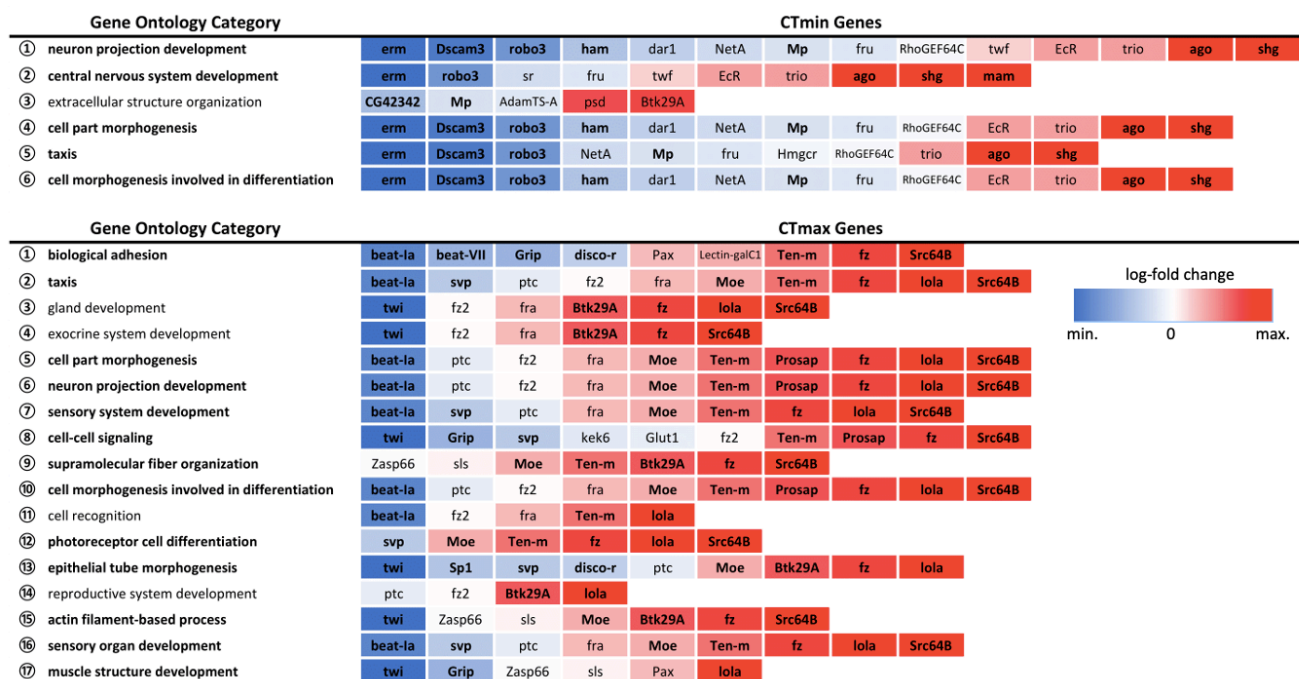 Gene Ontology Category CTmin Genes
① neuron projection development erm Dscam3 robo3 ham dar1 NetA Mp fru RhoGEF64C twf EcR trio ago shg
② central nervous system development erm robo3 sr fru twf EcR trio ago shg mam
③ extracellular structure organization CG42342 Mp AdamTS-A psd Btk29A
④ cell part morphogenesis erm Dscam3 robo3 ham dar1 NetA Mp fru RhoGEF64C EcR trio ago shg
⑤ taxis erm Dscam3 robo3 NetA Mp fru Hmgcr RhoGEF64C trio ago shg
⑥ cell morphogenesis involved in differentiation erm Dscam3 robo3 ham dar1 NetA Mp fru RhoGEF64C EcR trio ago shg
Gene Ontology Category CTmax Genes
① biological adhesion beat-Ia beat-VII Grip disco-r Pax Lectin-galC1 Ten-m fz Src64B
② taxis beat-Ia svp ptc fz2 fra Moe Ten-m fz lola Src64B
③ gland development twi fz2 fra Btk29A fz lola Src64B
④ exocrine system development twi fz2 fra Btk29A fz Src64B
⑤ cell part morphogenesis beat-Ia ptc fz2 fra Moe Ten-m Prosap fz lola Src64B
⑥ neuron projection development beat-Ia ptc fz2 fra Moe Ten-m Prosap fz lola Src64B
⑦ sensory system development beat-Ia svp ptc fra Moe Ten-m fz lola Src64B
⑧ cell-cell signaling twi Grip svp kek6 Glut1 fz2 Ten-m Prosap fz Src64B
⑨ supramolecular fiber organization Zasp66 sls Moe Ten-m Btk29A fz Src64B
⑩ cell morphogenesis involved in differentiation beat-Ia ptc fz2 fra Moe Ten-m Prosap fz lola Src64B
⑪ cell recognition beat-Ia fz2 fra Ten-m lola
⑫ photoreceptor cell differentiation svp Moe Ten-m fz lola Src64B
⑬ epithelial tube morphogenesis twi Sp1 svp disco-r ptc Moe Btk29A fz lola
⑭ reproductive system development ptc fz2 Btk29A lola
⑮ actin filament-based process twi Zasp66 sls Moe Btk29A fz Src64B
⑯ sensory organ development beat-Ia svp ptc fra Moe Ten-m fz lola Src64B
⑰ muscle structure development twi Grip Zasp66 sls Pax lola
log-fold change
min. 0 max.